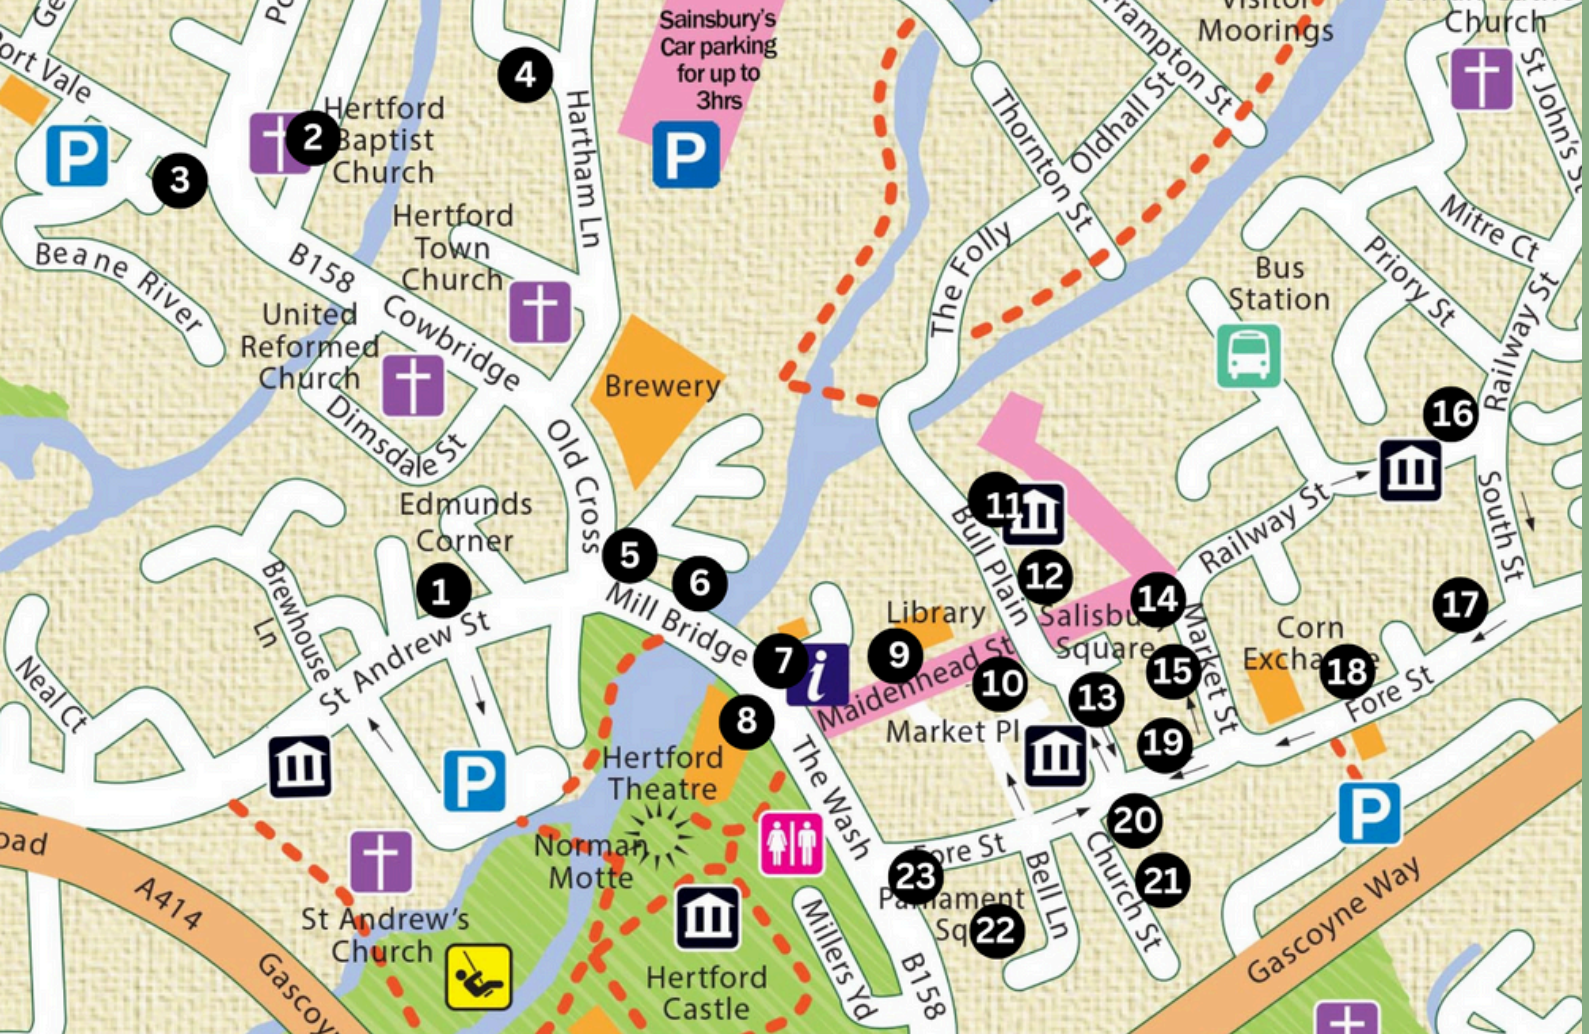 Sainsbury's
Car parking
for up to
3hrs
P
Visitor
Moorings
Church
Frampton St
St John's
Port Vale
P
Hertford
Baptist
Church
2
3
4
Hartham Ln
Thornton St
Oldhall St
Mitre Ct
Hertford
Town
Church
Beane River
B158
Cowbridge
The Folly
Bus
Station
Priory St
Railway St
United
Reformed
Church
Brewery
Dimsdale St
Old Cross
16
Edmunds
Corner
1
5
6
11
12
Bull Plain
Railway St
South St
Brewhouse
Ln
St Andrew St
Mill Bridge
7
i
Library
9
Maidenhead St
10
Salisbu
Square
14
15
Market St
Corn
Exchange
18
17
Fore St
Neal Ct
8
Market Pl
13
19
P
Hertford
Theatre
The Wash
20
P
Norman
Motte
Fore St
23
Parliament
Sq
22
Bell Ln
Church St
21
A414
St Andrew's
Church
Millers Yd
B158
Gascoyne Way
Hertford
Castle